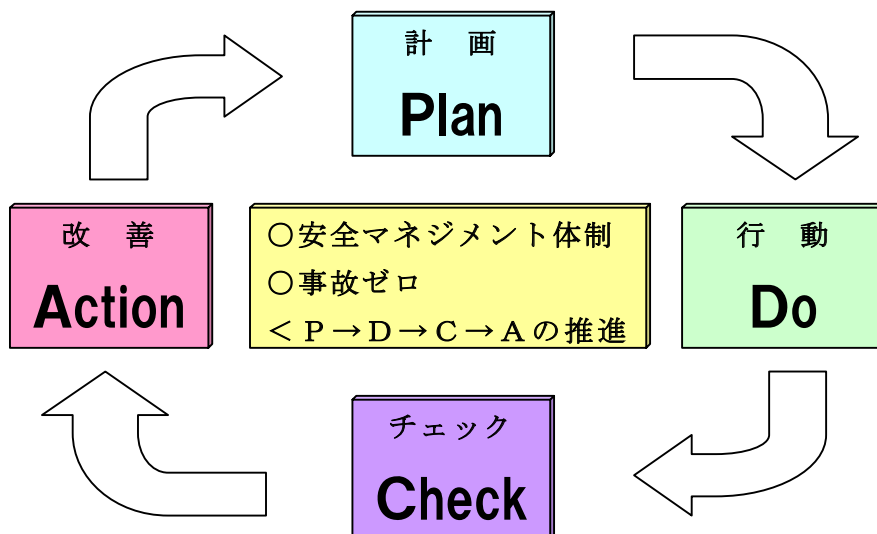 計　画
Plan
改　善
Action
○安全マネジメント体制
○事故ゼロ
＜Ｐ→Ｄ→Ｃ→Ａの推進
行　動
Do
チェック
Check